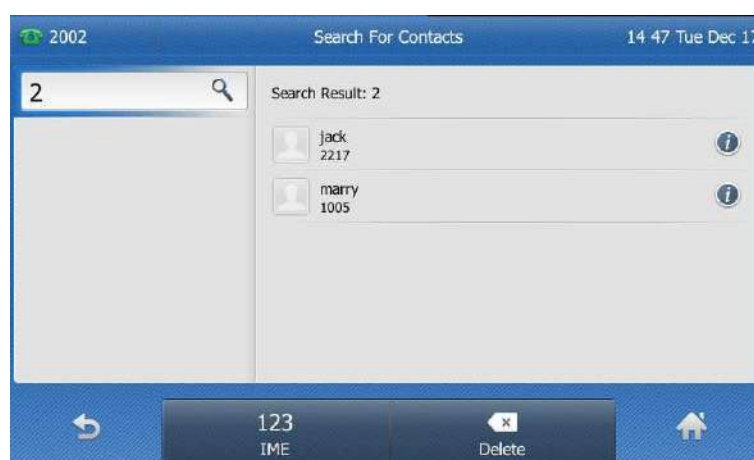 2002 Search For Contacts 14 47 Tue Dec 17
2
Search Result: 2
jack
2217
marry
1005
123
IME
Delete